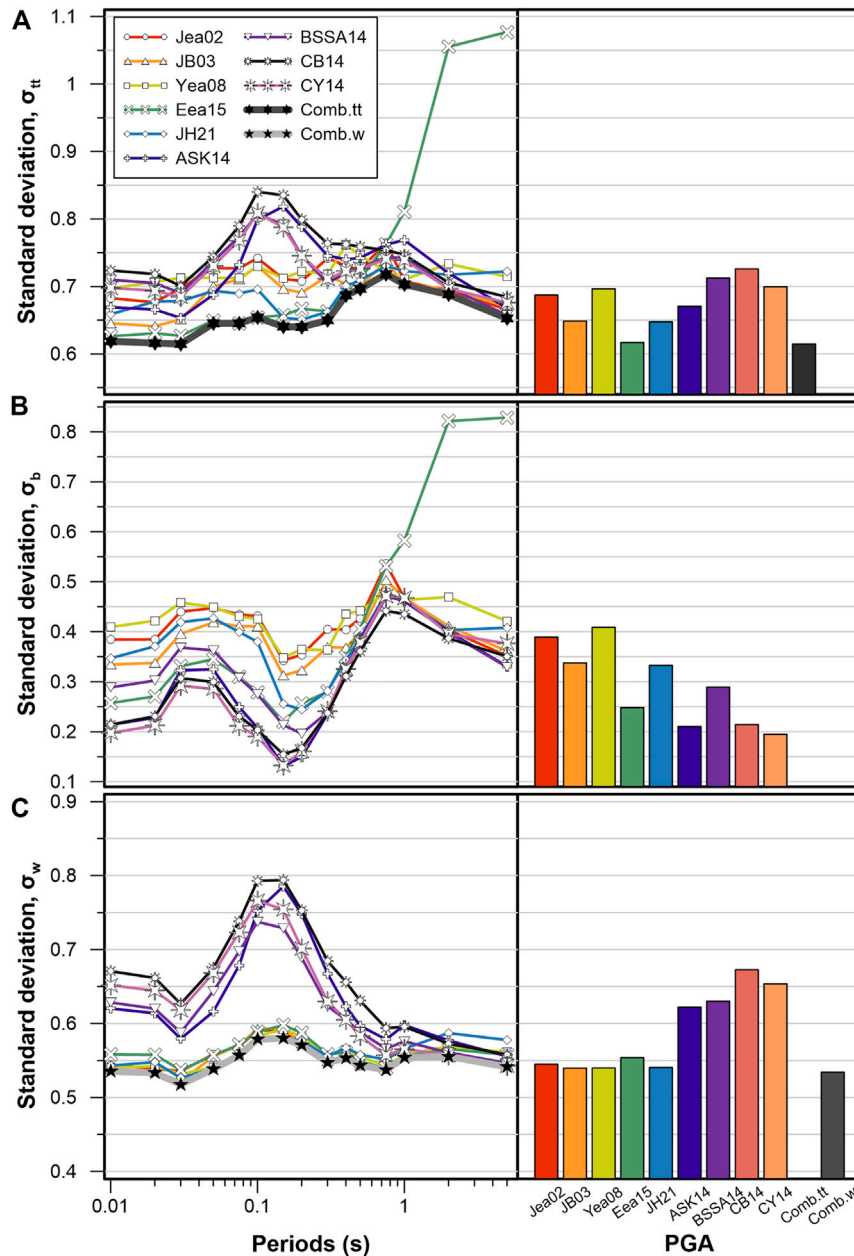 A
Standard deviation, σtt
1.1
1
0.9
0.8
0.7
0.6
Jea02
JB03
Yea08
Eea15
JH21
ASK14
BSSA14
CB14
CY14
Comb.tt
Comb.w
B
Standard deviation, σb
0.8
0.7
0.6
0.5
0.4
0.3
0.2
0.1
C
Standard deviation, σw
0.9
0.8
0.7
0.6
0.5
0.4
0.01
0.1
1
Periods (s)
Jea02
JB03
Yea08
Eea15
JH21
ASK14
BSSA14
CB14
CY14
Comb.tt
Comb.w
PGA